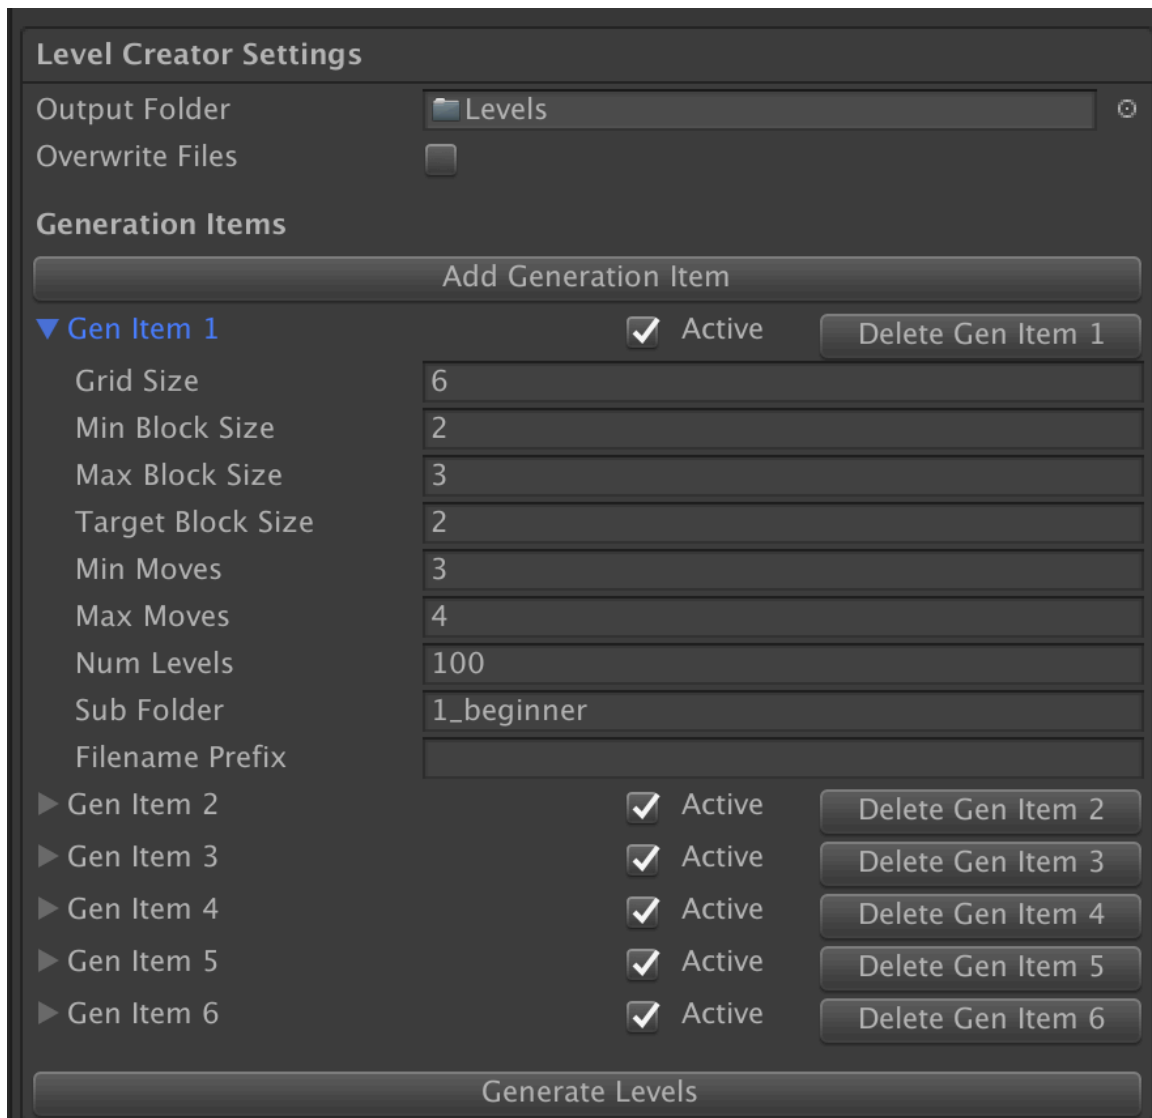 Level Creator Settings
Output Folder Levels
Overwrite Files
Generation Items
Add Generation Item
Gen Item 1 Active Delete Gen Item 1
Grid Size 6
Min Block Size 2
Max Block Size 3
Target Block Size 2
Min Moves 3
Max Moves 4
Num Levels 100
Sub Folder 1_beginner
Filename Prefix
Gen Item 2 Active Delete Gen Item 2
Gen Item 3 Active Delete Gen Item 3
Gen Item 4 Active Delete Gen Item 4
Gen Item 5 Active Delete Gen Item 5
Gen Item 6 Active Delete Gen Item 6
Generate Levels